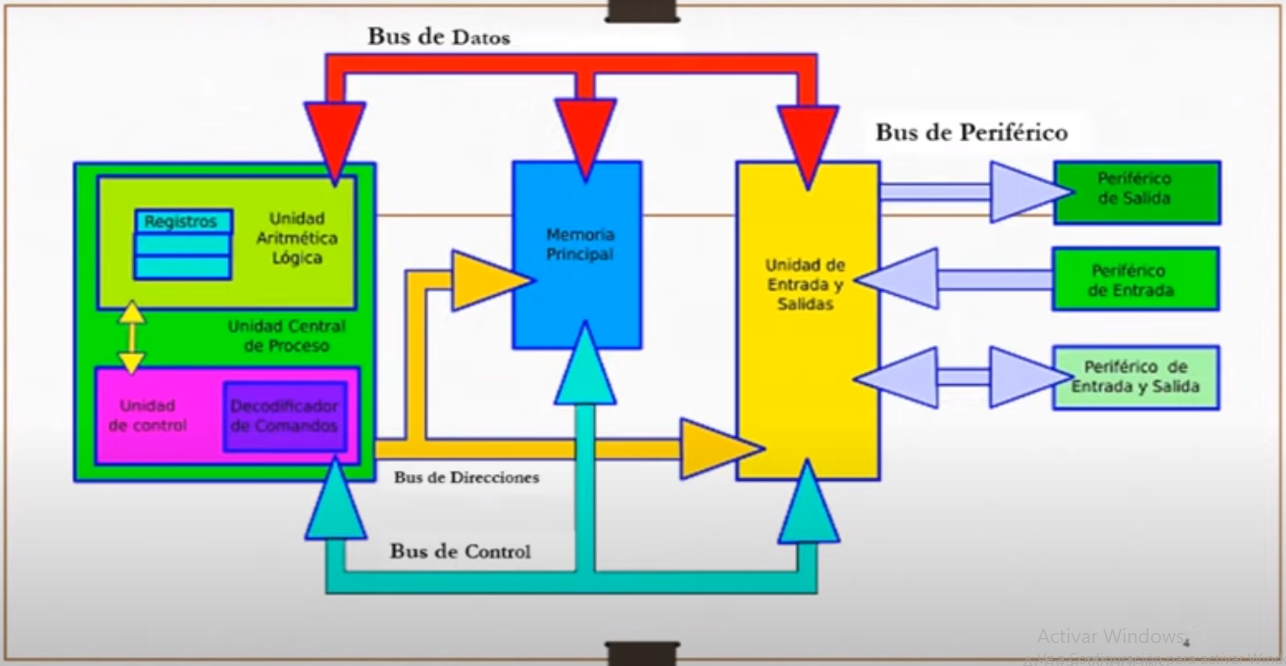 Bus de Datos
Bus de Periférico
Registros
Unidad
Aritmética
Lógica
Unidad Central
de Proceso
Unidad
de control
Decodificador
de Comandos
Memoria
Principal
Unidad de
Entrada y
Salidas
Periférico
de Salida
Periférico
de Entrada
Periférico de
Entrada y Salida
Bus de Direcciones
Bus de Control
Activar Windows
4